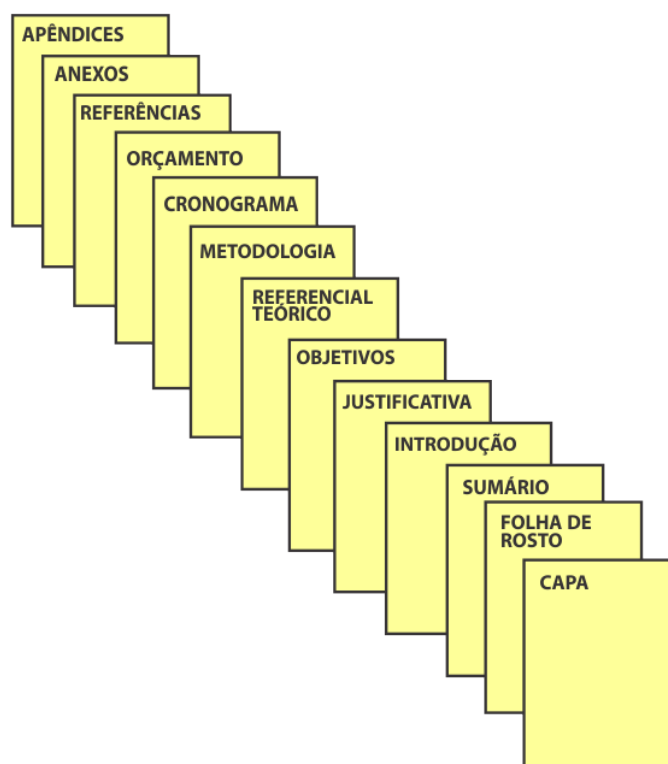 APÊNDICES
ANEXOS
REFERÊNCIAS
ORÇAMENTO
CRONOGRAMA
METODOLOGIA
REFERENCIAL
TEÓRICO
OBJETIVOS
JUSTIFICATIVA
INTRODUÇÃO
SUMÁRIO
FOLHA DE
ROSTO
CAPA